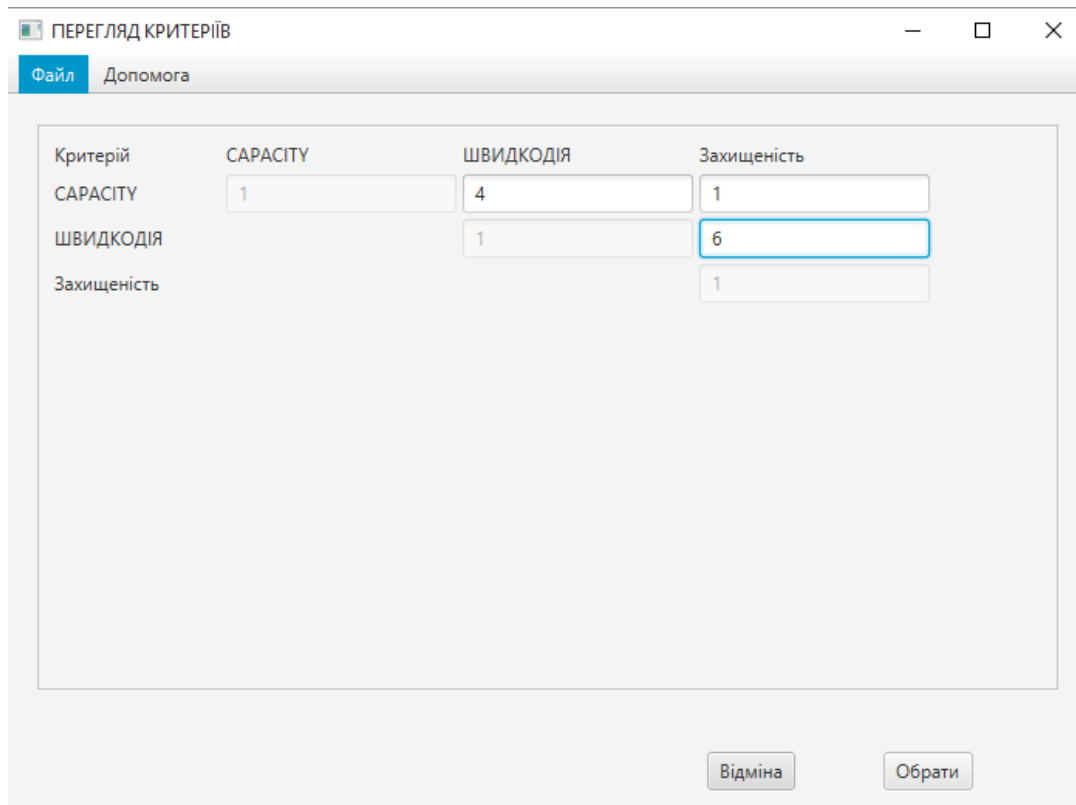 ПЕРЕГЛЯД КРИТЕРІЇВ
Файл Допомога
Критерій CAPACITY ШВИДКОДІЯ Захищеність
CAPACITY 1 4 1
ШВИДКОДІЯ 1 6
Захищеність 1
Відміна Обрати